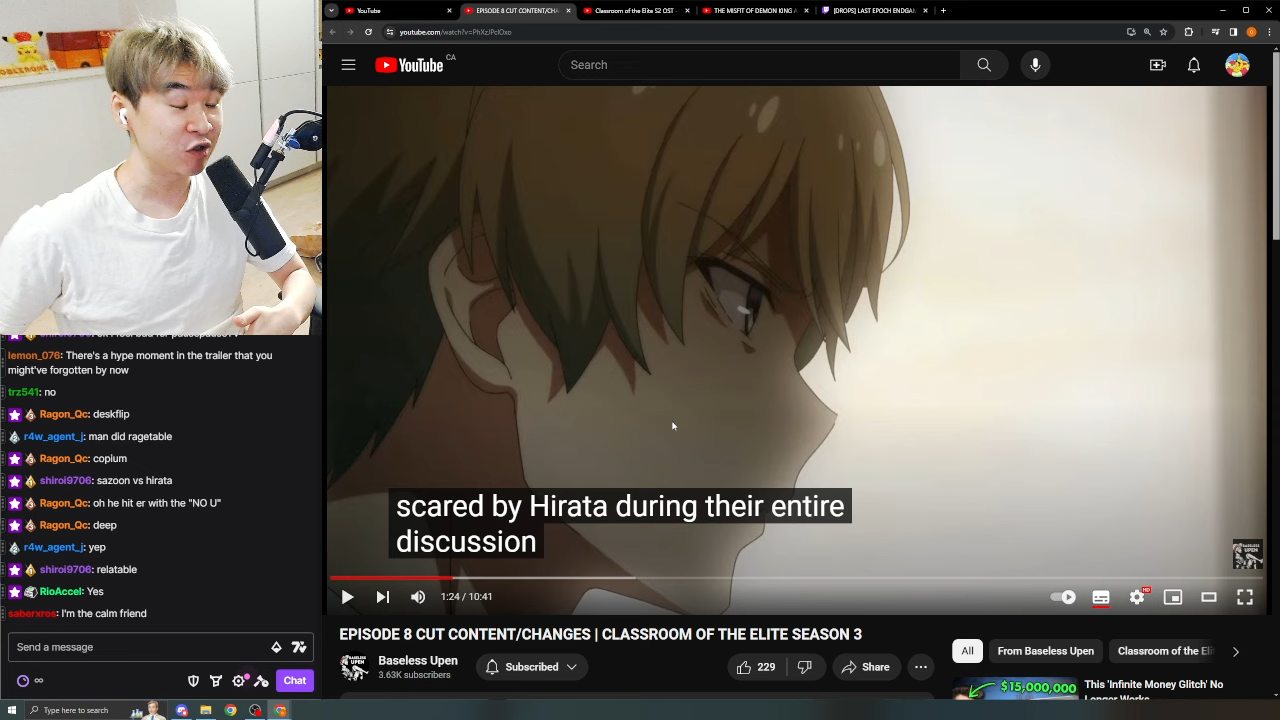 YouTube
EPISODE 8 CUT CONTENT/CHA
Classroom of the Elite S2 OST -
THE MISFIT OF DEMON KING A
[DROPS] LAST EPOCH ENDGAM
youtube.com/watch?v=PhXzJPclOxo
YouTube CA
Search
lemon_076: There's a hype moment in the trailer that you
might've forgotten by now
trz541: no
Ragon_Qc: deskflip
r4w_agent_j: man did ragetable
Ragon_Qc: copium
shiroi9706: sazoon vs hirata
Ragon_Qc: oh he hit er with the "NO U"
Ragon_Qc: deep
r4w_agent_j: yep
shiroi9706: relatable
RioAccel: Yes
saberxros: I'm the calm friend
Send a message
∞
Chat
Type here to search
scared by Hirata during their entire
discussion
BASELESS
UPEN
1:24 / 10:41
HD
EPISODE 8 CUT CONTENT/CHANGES | CLASSROOM OF THE ELITE SEASON 3
Baseless Upen
3.63K subscribers
Subscribed
229
Share
All
From Baseless Upen
Classroom of the Eli
$15,000,000
This 'Infinite Money Glitch' No
Longer Works